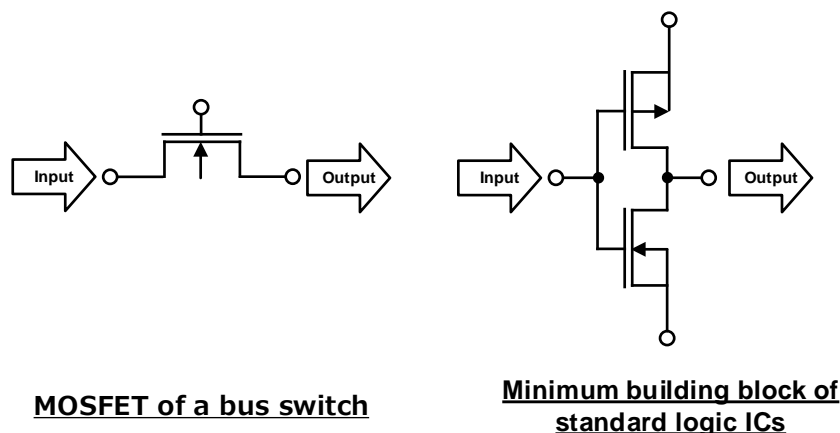 Input
Output
MOSFET of a bus switch
Input
Output
Minimum building block of
standard logic ICs